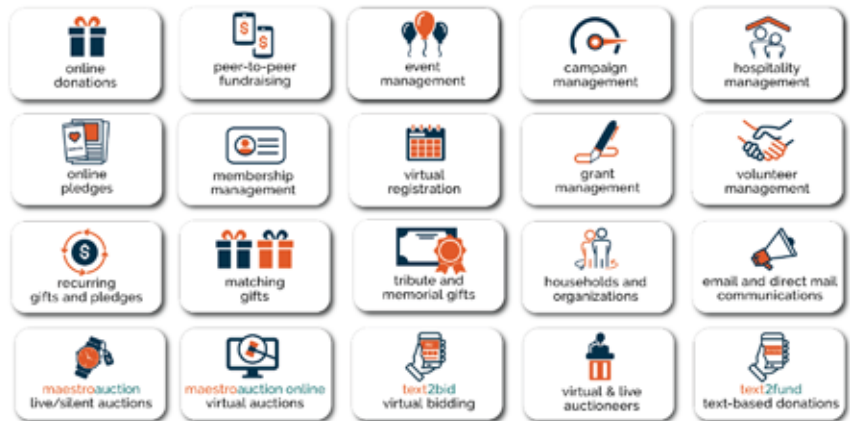 online
donations
peer-to-peer
fundraising
event
management
campaign
management
hospitality
management
online
pledges
membership
management
virtual
registration
grant
management
volunteer
management
recurring
gifts and pledges
matching
gifts
tribute and
memorial gifts
households and
organizations
email and direct mail
communications
maestroauction
live/silent auctions
maestroauction online
virtual auctions
text2bid
virtual bidding
virtual & live
auctioneers
text2fund
text-based donations